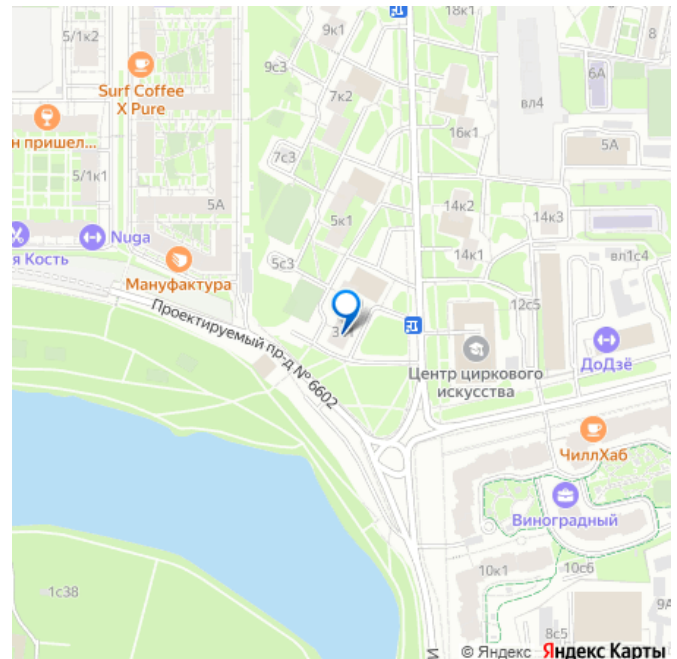 5/1к2
9к1
18к1
8
9с3
6А
Surf Coffee
X Pure
7к2
вл4
16к1
н пришел...
5А
7с3
5/1к1
5А
14к2
14к3
5к1
Nuga
14к1
вл1с4
я Кость
5с3
Мануфактура
12с5
Проектируемый пр-д № 6602
ДоДзё
Центр циркового
искусства
ЧиллХаб
Виноградный
10к1
10с6
1с38
9А
8с5
© Яндекс Яндекс Карты